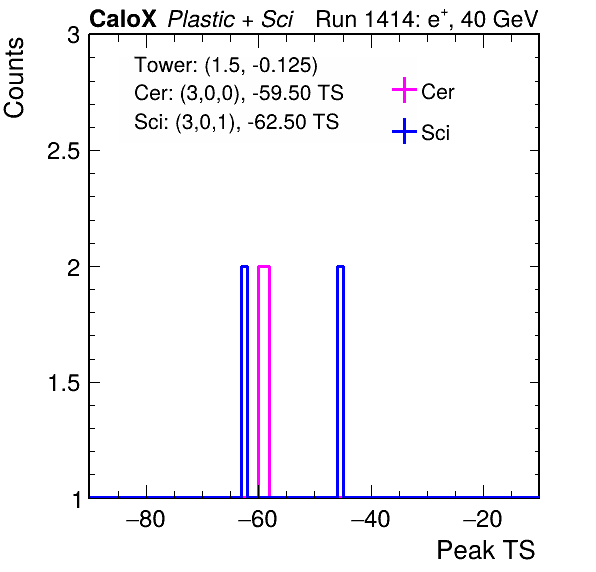 CaloX Plastic + Sci Run 1414: e⁺, 40 GeV
Tower: (1.5, -0.125)
Cer: (3,0,0), -59.50 TS
Sci: (3,0,1), -62.50 TS
Cer
Sci
Counts
3
2.5
2
1.5
1
−80 −60 −40 −20
Peak TS